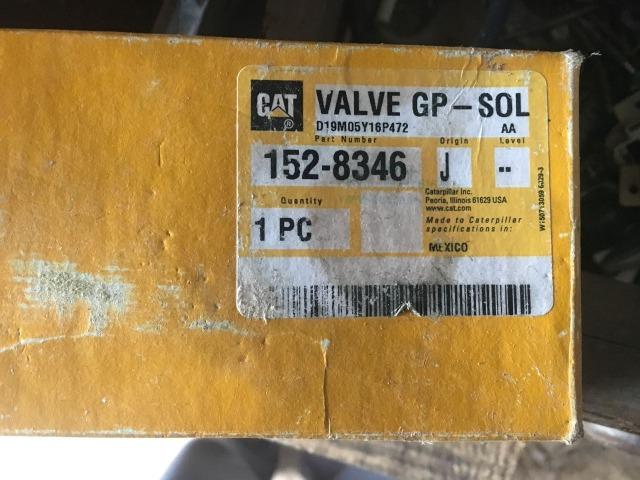 CAT®
VALVE GP-SOL
D19M05Y16P472 AA
Part Number Origin Level
152-8346 J --
Quantity
1 PC
Caterpillar Inc.
Peoria, Illinois 61629 USA
www.cat.com
Made to Caterpillar
specifications in:
MEXICO